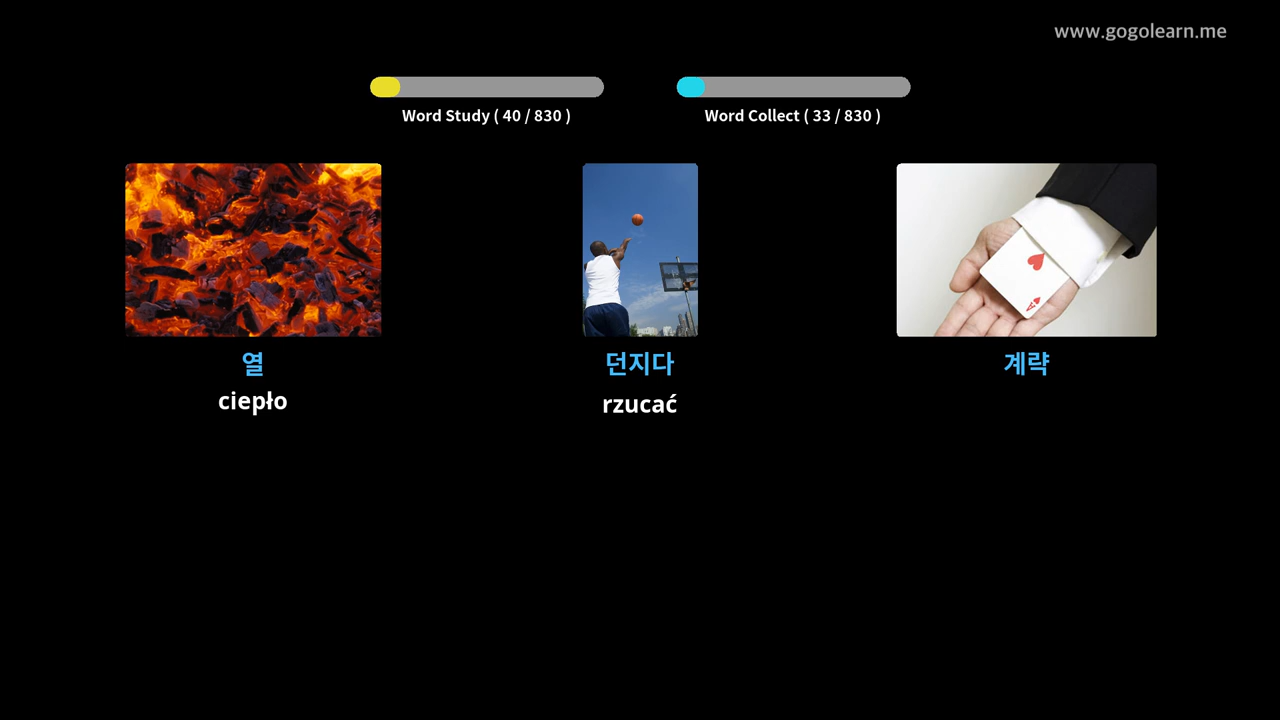 www.gogolearn.me
Word Study ( 40 / 830 )
Word Collect ( 33 / 830 )
열
던지다
계략
ciepło
rzucać